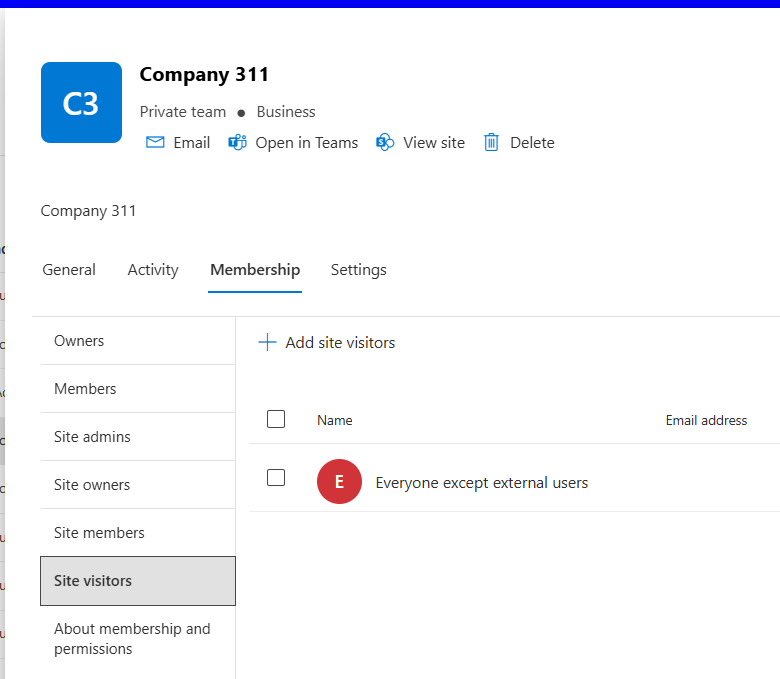 C3
Company 311
Private team ● Business
Email Open in Teams View site Delete
Company 311
General Activity Membership Settings
Owners
Members
Site admins
Site owners
Site members
Site visitors
About membership and
permissions
Add site visitors
Name Email address
E Everyone except external users